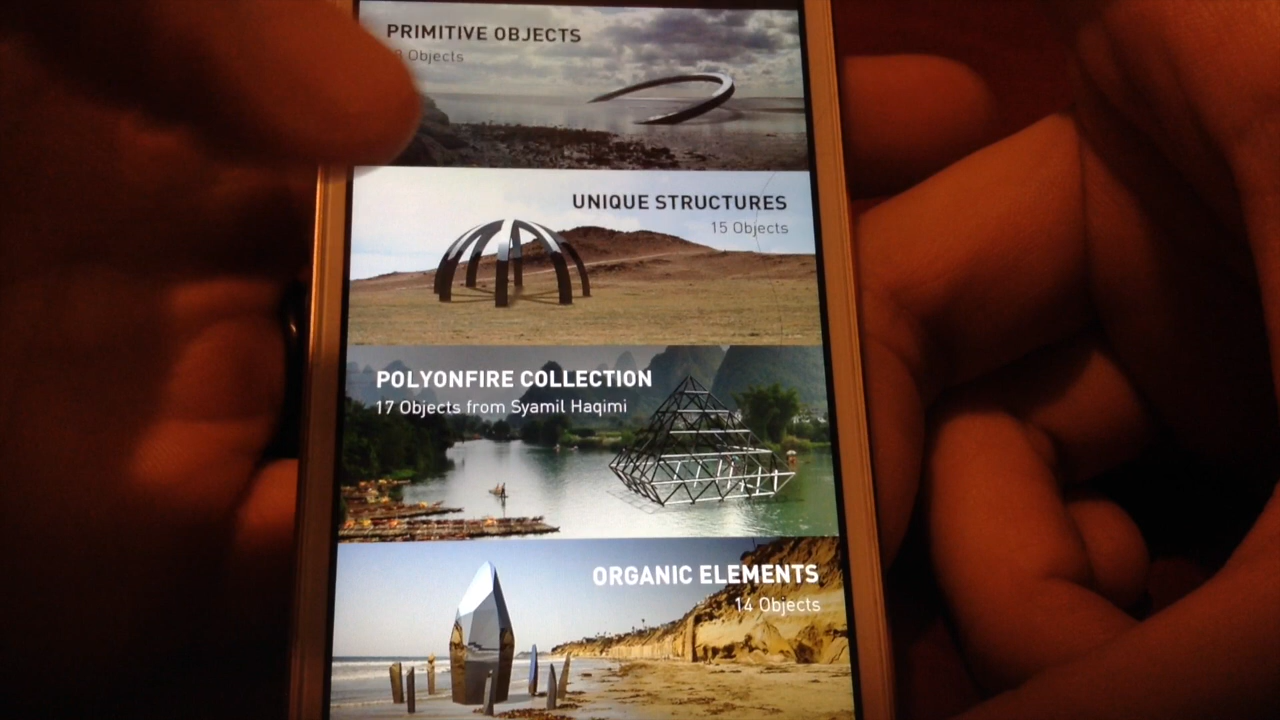 PRIMITIVE OBJECTS
Objects
UNIQUE STRUCTURES
15 Objects
POLYONFIRE COLLECTION
17 Objects from Syamil Haqimi
ORGANIC ELEMENTS
14 Objects